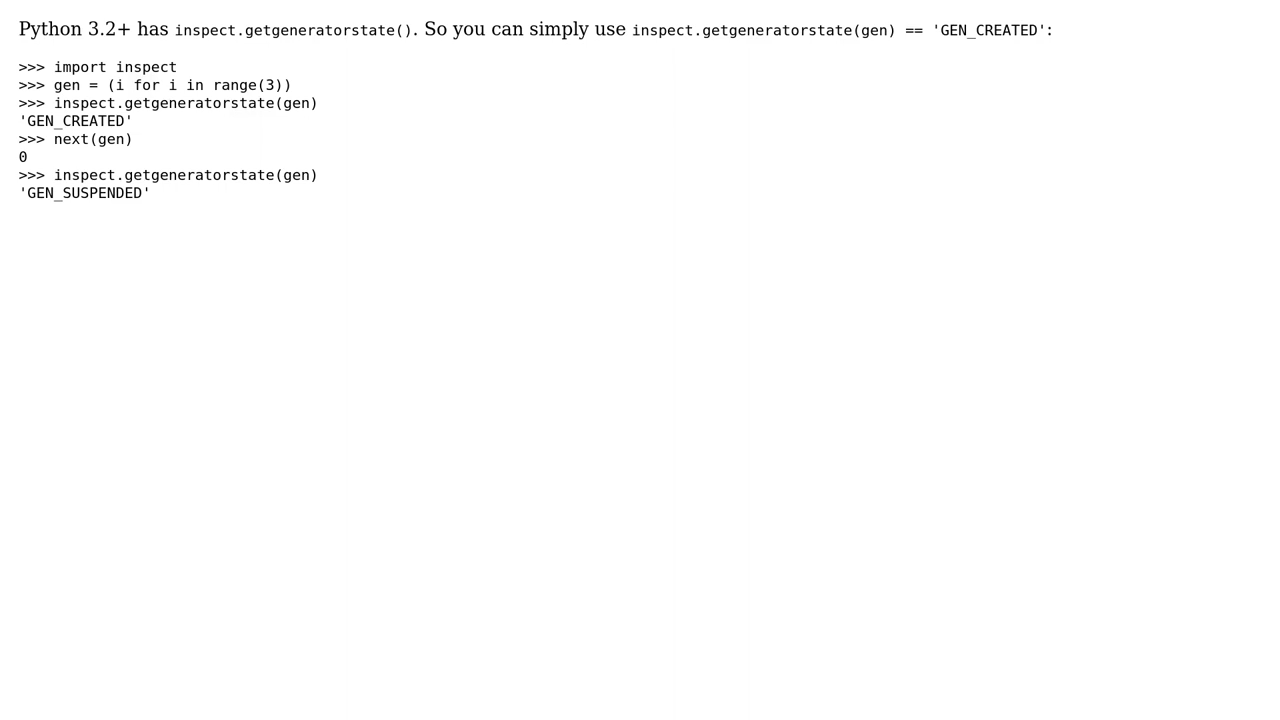 Python 3.2+ has inspect.getgeneratorstate(). So you can simply use inspect.getgeneratorstate(gen) == 'GEN_CREATED':
>>> import inspect
>>> gen = (i for i in range(3))
>>> inspect.getgeneratorstate(gen)
'GEN_CREATED'
>>> next(gen)
0
>>> inspect.getgeneratorstate(gen)
'GEN_SUSPENDED'